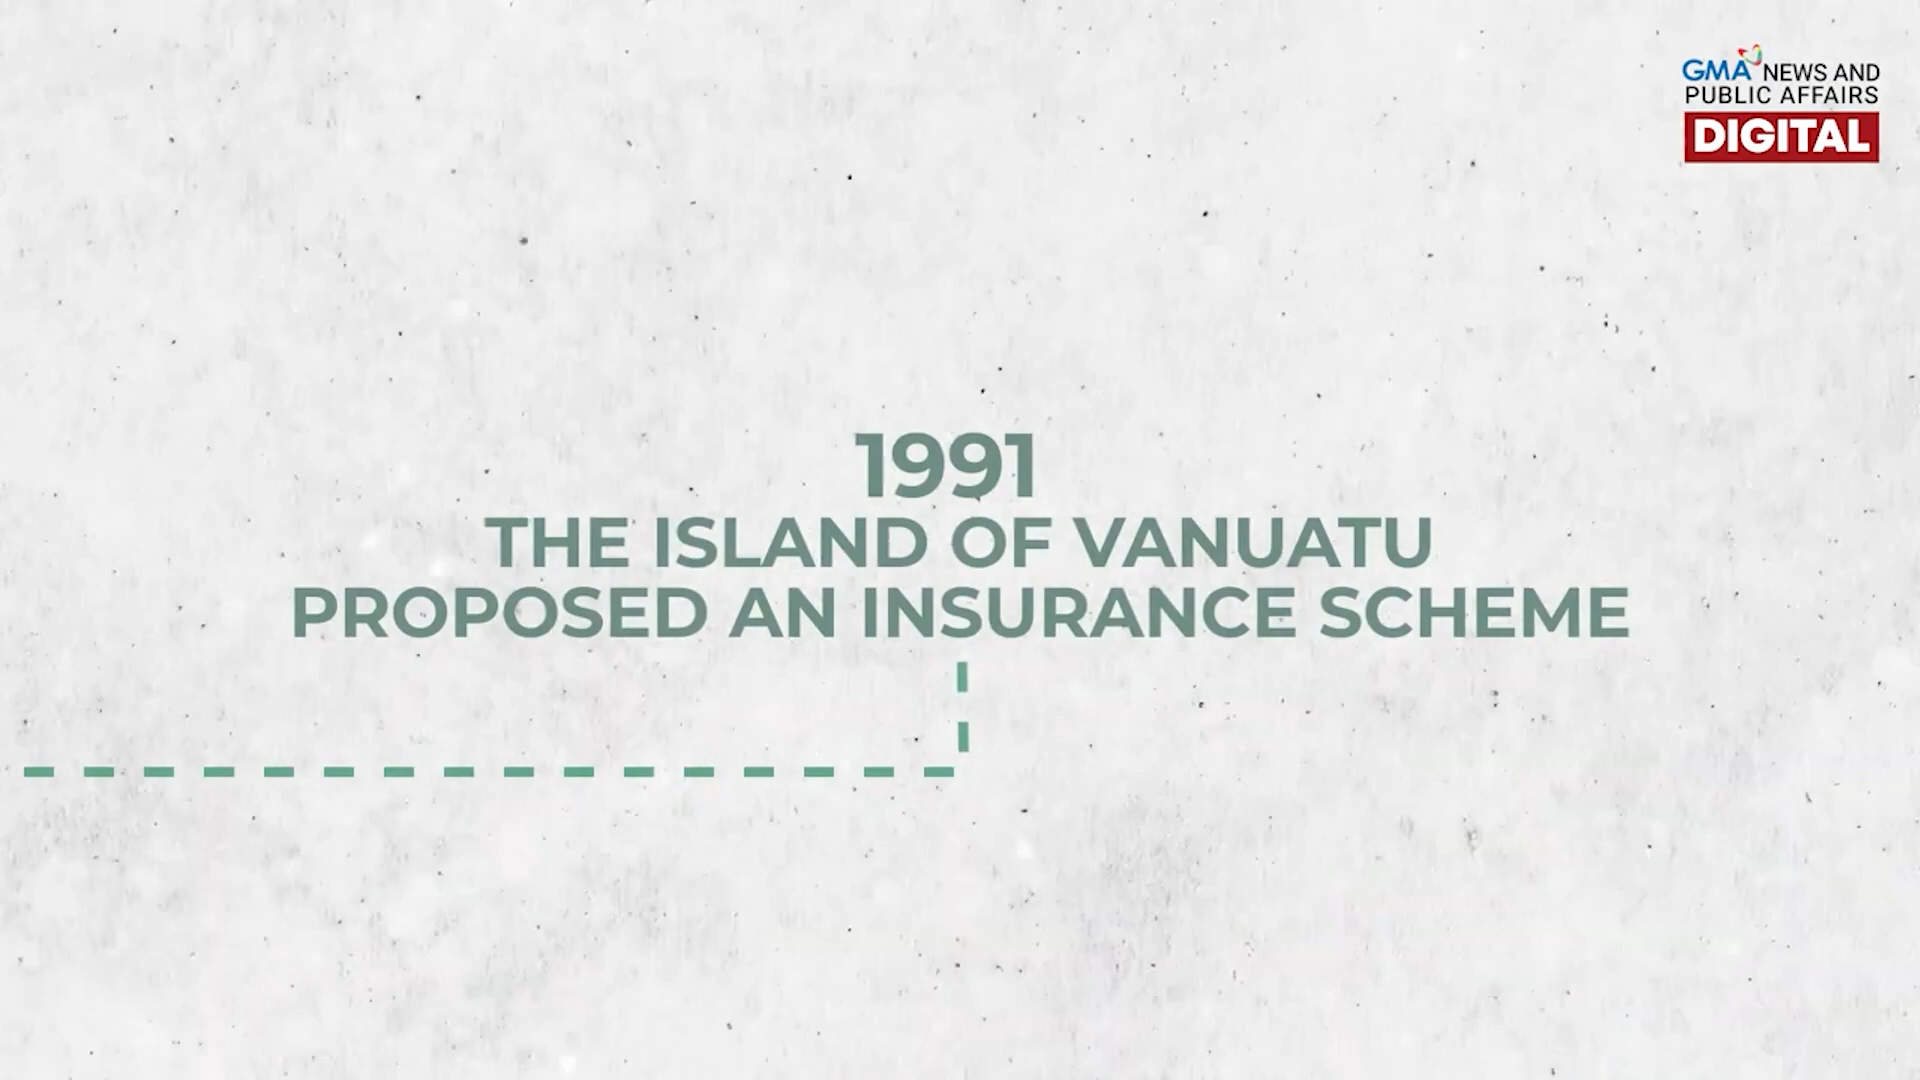 GMA NEWS AND
PUBLIC AFFAIRS
DIGITAL
1991
THE ISLAND OF VANUATU
PROPOSED AN INSURANCE SCHEME